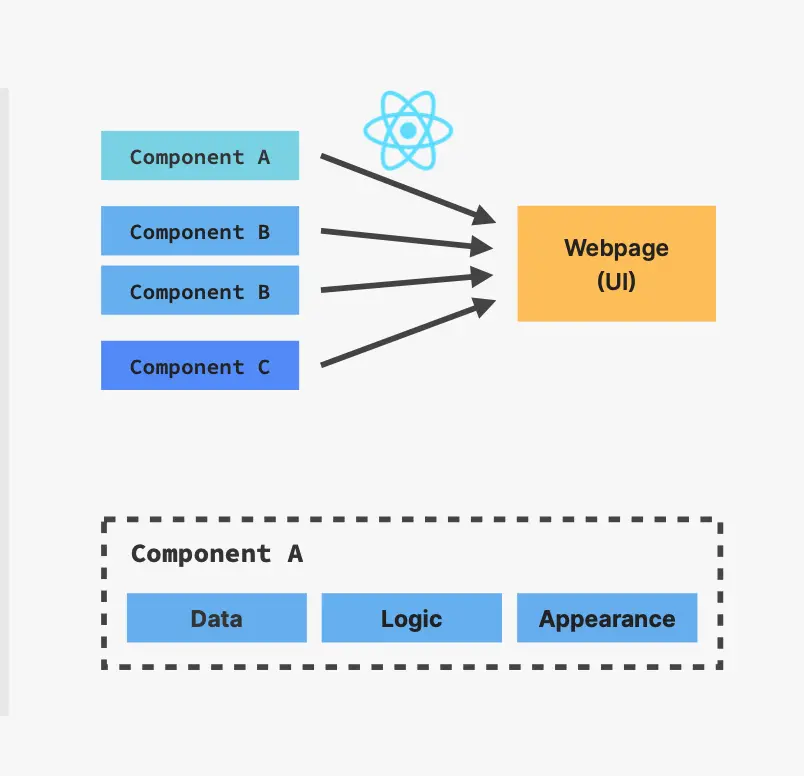 Component A
Component B
Component B
Component C
Webpage
(UI)
Component A
Data
Logic
Appearance